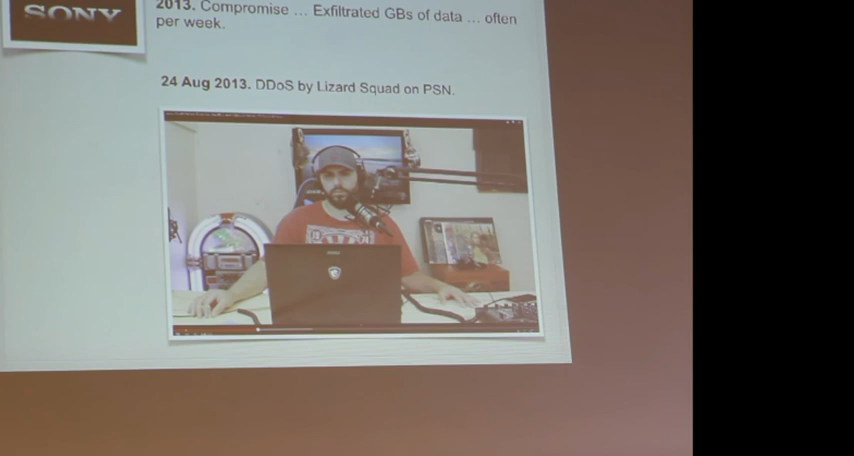 SONY
2013. Compromise ... Exfiltrated GBs of data ... often
per week.
24 Aug 2013. DDoS by Lizard Squad on PSN.